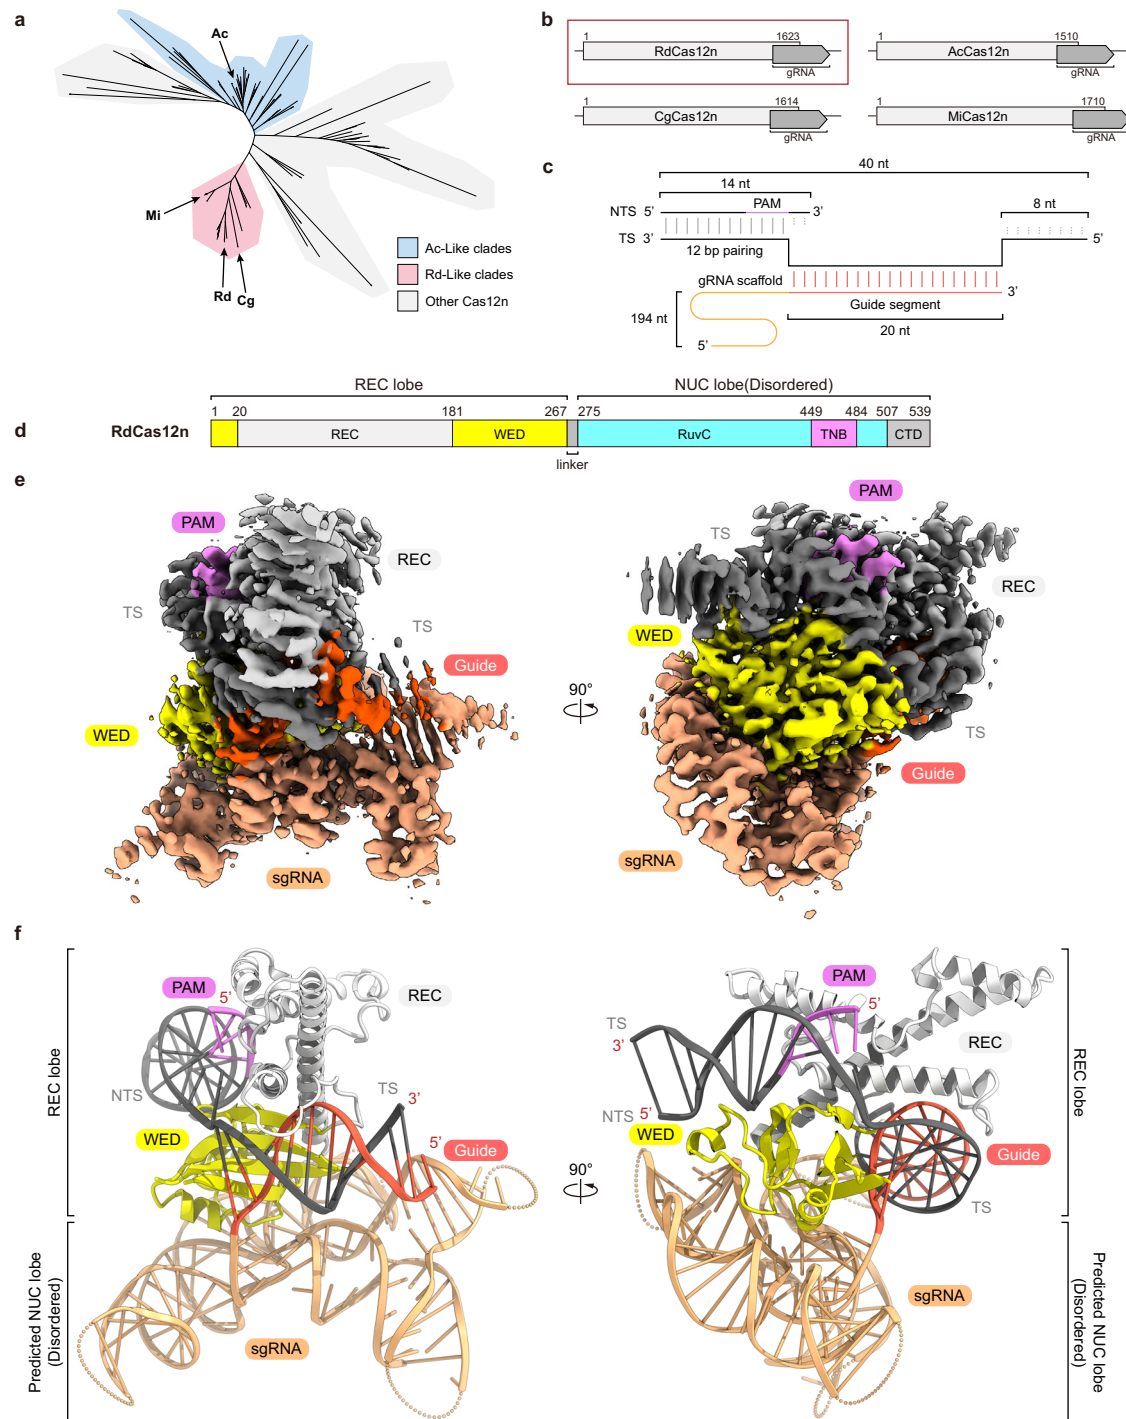 a
Ac
Mi
Rd
Cg
Ac-Like clades
Rd-Like clades
Other Cas12n
b
1
1623
RdCas12n
gRNA
1
1510
AcCas12n
gRNA
1
1614
CgCas12n
gRNA
1
1710
MiCas12n
gRNA
c
40 nt
14 nt
PAM
8 nt
NTS 5’
3’
TS 3’
5’
12 bp pairing
gRNA scaffold
3’
Guide segment
194 nt
20 nt
5’
REC lobe
NUC lobe(Disordered)
1 20 181 267 275 449 484 507 539
d
RdCas12n
REC
WED
RuvC
TNB
CTD
linker
e
PAM
REC
TS
TS
Guide
WED
sgRNA
90°
PAM
TS
REC
WED
TS
Guide
sgRNA
f
REC lobe
Predicted NUC lobe
(Disordered)
PAM
5’
REC
NTS
TS
3’
WED
5’
Guide
sgRNA
90°
PAM
5’
TS
3’
REC
NTS 5’
WED
Guide
TS
sgRNA
REC lobe
Predicted NUC lobe
(Disordered)